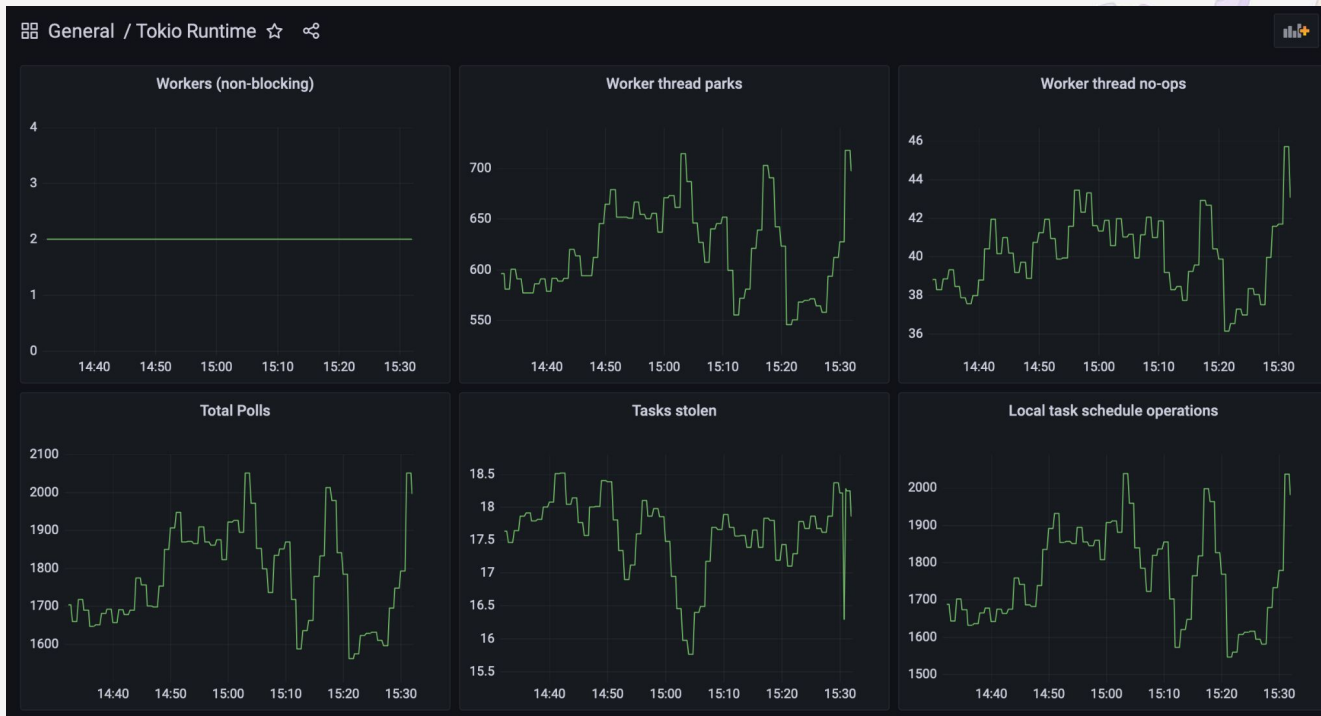 General / Tokio Runtime
Workers (non-blocking)
4
3
2
1
0
14:40 14:50 15:00 15:10 15:20 15:30
Worker thread parks
700
650
600
550
14:40 14:50 15:00 15:10 15:20 15:30
Worker thread no-ops
46
44
42
40
38
36
14:40 14:50 15:00 15:10 15:20 15:30
Total Polls
2100
2000
1900
1800
1700
1600
14:40 14:50 15:00 15:10 15:20 15:30
Tasks stolen
18.5
18
17.5
17
16.5
16
15.5
14:40 14:50 15:00 15:10 15:20 15:30
Local task schedule operations
2000
1900
1800
1700
1600
1500
14:40 14:50 15:00 15:10 15:20 15:30